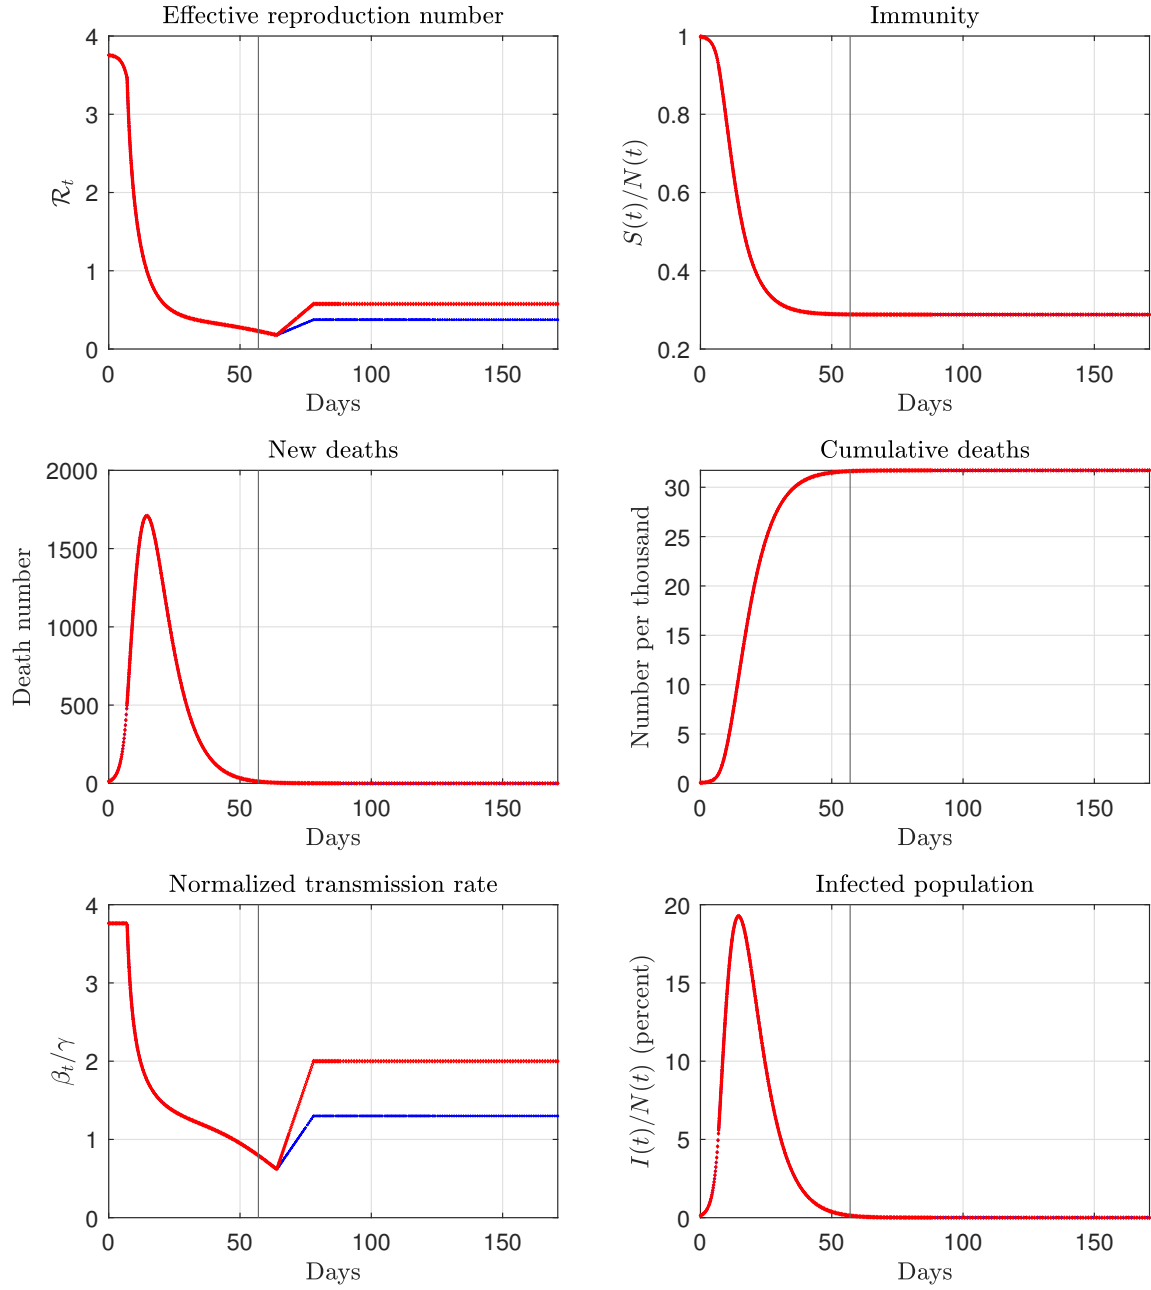 Effective reproduction number
4
3
2
1
0
ℛt
0 50 100 150
Days
Immunity
1
0.8
0.6
0.4
0.2
S(t)/N(t)
0 50 100 150
Days
New deaths
2000
1500
1000
500
0
Death number
0 50 100 150
Days
Cumulative deaths
30
25
20
15
10
5
0
Number per thousand
0 50 100 150
Days
Normalized transmission rate
4
3
2
1
0
βt/γ
0 50 100 150
Days
Infected population
20
15
10
5
0
I(t)/N(t) (percent)
0 50 100 150
Days